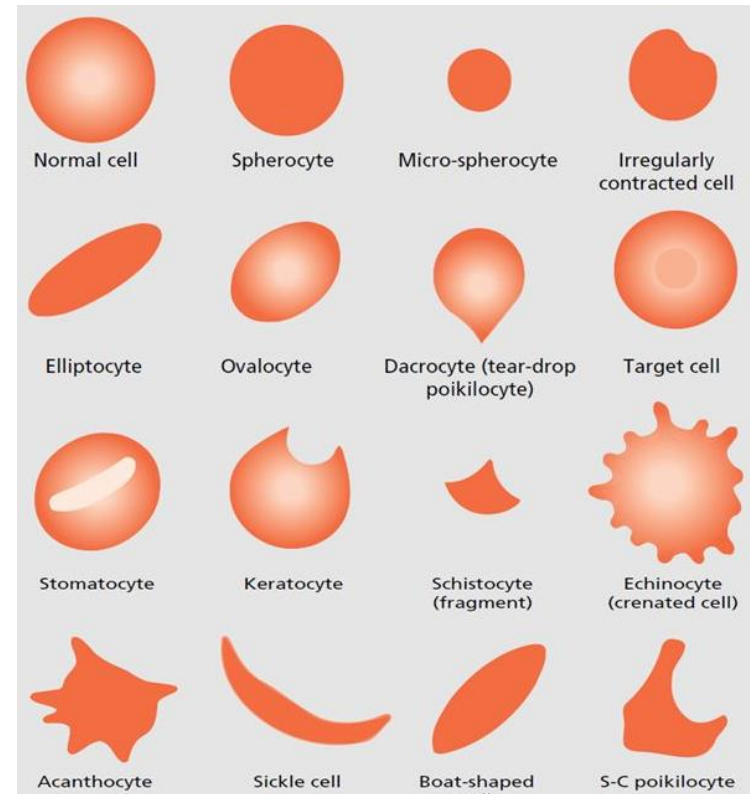 Normal cell
Spherocyte
Micro-spherocyte
Irregularly
contracted cell
Elliptocyte
Ovalocyte
Dacrocyte (tear-drop
poikilocyte)
Target cell
Stomatocyte
Keratocyte
Schistocyte
(fragment)
Echinocyte
(crenated cell)
Acanthocyte
Sickle cell
Boat-shaped
S-C poikilocyte